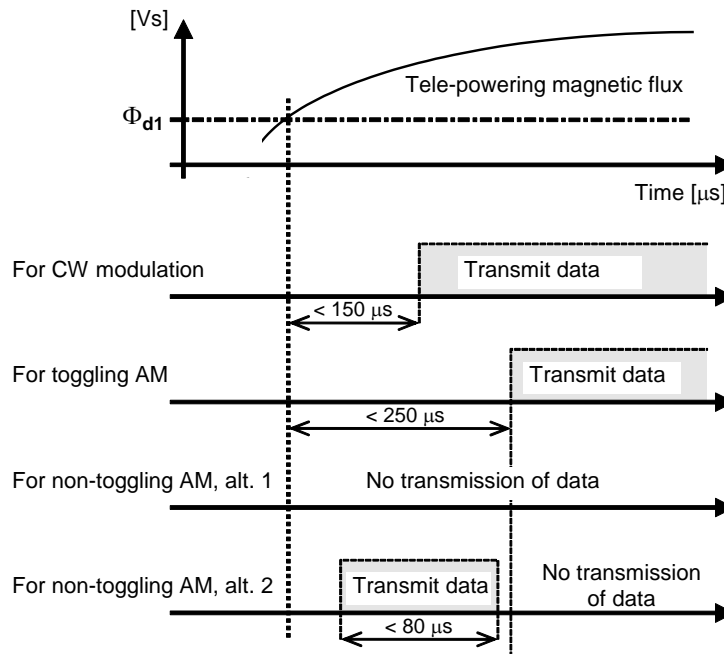 [Vs]
Tele-powering magnetic flux
Φd1
Time [μs]
For CW modulation
Transmit data
< 150 μs
For toggling AM
Transmit data
< 250 μs
For non-toggling AM, alt. 1
No transmission of data
For non-toggling AM, alt. 2
Transmit data
No transmission
of data
< 80 μs